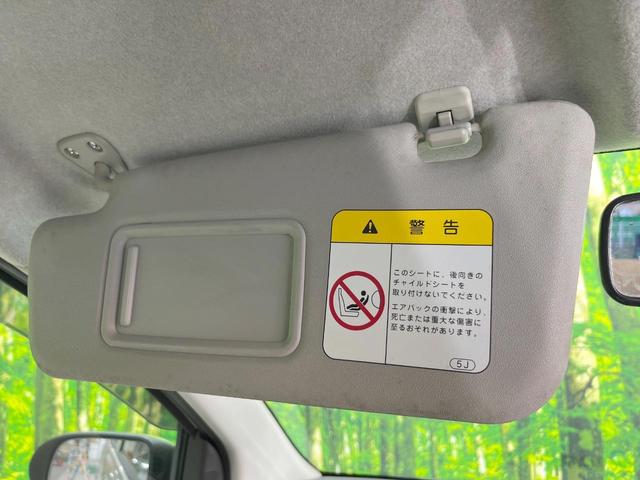 警告
このシートに、後向きの
チャイルドシートを
取り付けないでください。
エアバックの衝撃により、
死亡または重大な傷害に
至るおそれがあります。
5J